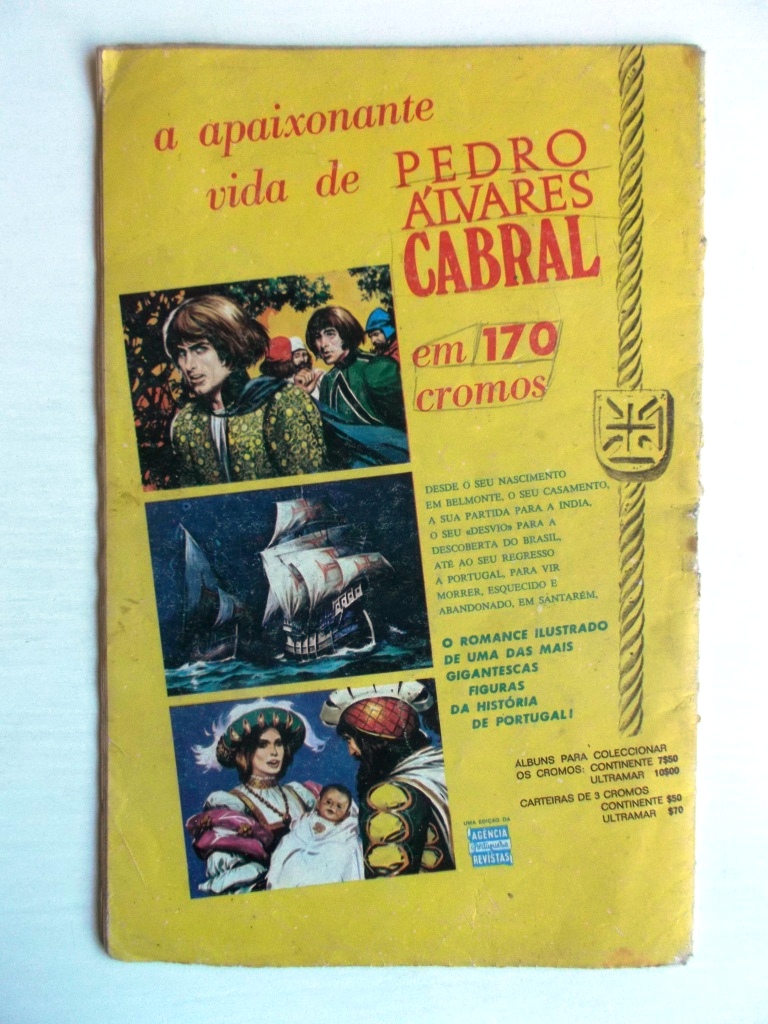 a apaixonante
vida de PEDRO
ÁLVARES
CABRAL
em 170
cromos
DESDE O SEU NASCIMENTO
EM BELMONTE, O SEU CASAMENTO,
A SUA PARTIDA PARA A INDIA,
O SEU «DESVIO» PARA A
DESCOBERTA DO BRASIL,
ATÉ AO SEU REGRESSO
A PORTUGAL, PARA VIR
MORRER, ESQUECIDO E
ABANDONADO, EM SANTARÉM,
O ROMANCE ILUSTRADO
DE UMA DAS MAIS
GIGANTESCAS
FIGURAS
DA HISTÓRIA
DE PORTUGAL!
ÁLBUNS PARA COLECCIONAR
OS CROMOS: CONTINENTE 7$50
ULTRAMAR 10$00
CARTEIRAS DE 3 CROMOS
CONTINENTE $50
ULTRAMAR $70
UMA EDIÇÃO DA
AGÊNCIA
Portuguesa
REVISTAS